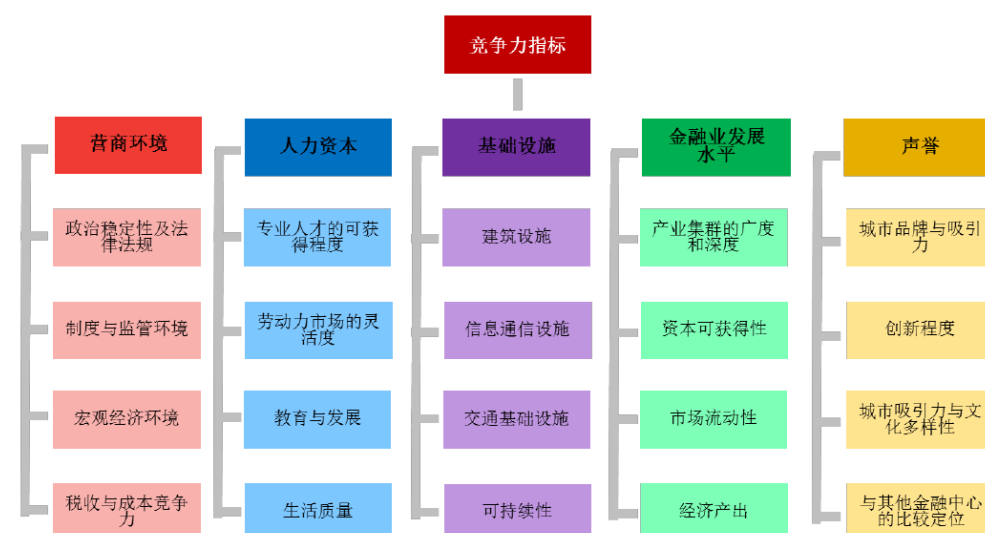 竞争力指标
营商环境
人力资本
基础设施
金融业发展
水平
声誉
政治稳定性及法
律法规
专业人才的可获
得程度
建筑设施
产业集群的广度
和深度
城市品牌与吸引
力
制度与监管环境
劳动力市场的灵
活度
信息通信设施
资本可获得性
创新程度
宏观经济环境
教育与发展
交通基础设施
市场流动性
城市吸引力与文
化多样性
税收与成本竞争
力
生活质量
可持续性
经济产出
与其他金融中心
的比较定位